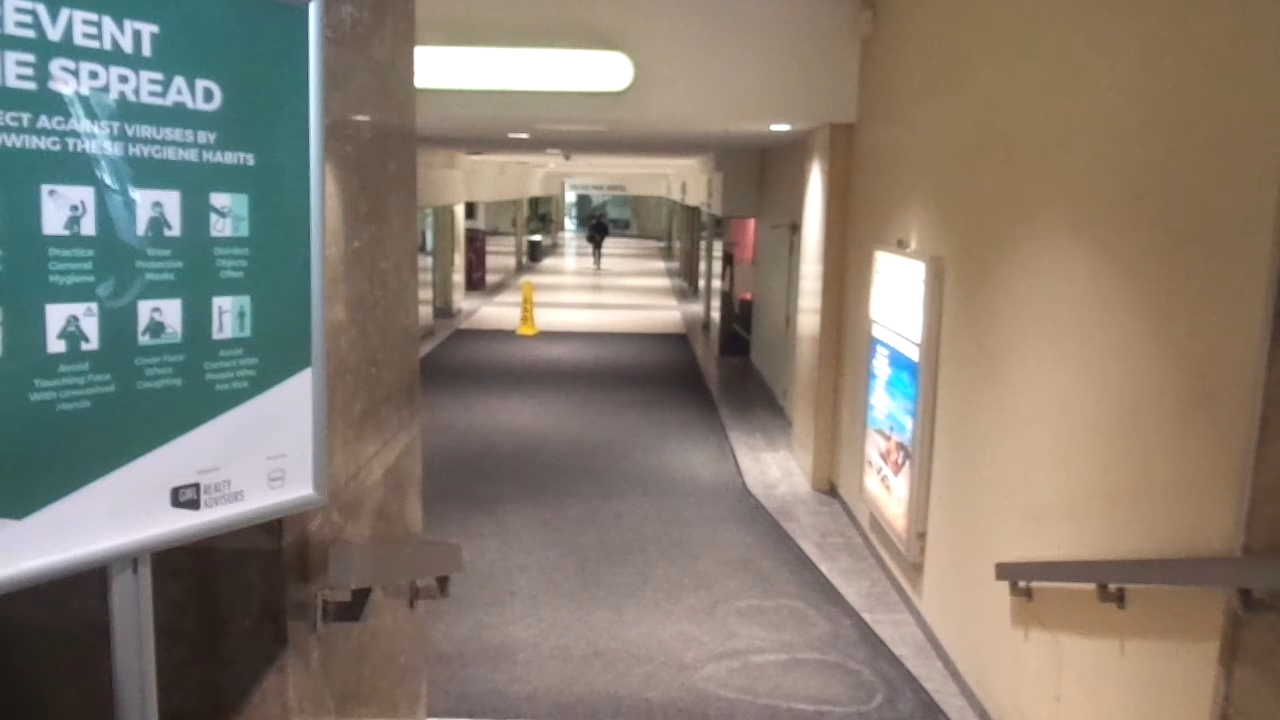 EVENT
E SPREAD
ECT AGAINST VIRUSES BY
OWING THESE HYGIENE HABITS
Practice
General
Hygiene
Wear
Protective
Masks
Disinfect
Objects
Often
Avoid
Touching Face
With Unwashed
Hands
Cover Face
When
Coughing
Avoid
Contact With
People Who
Are Sick
GWL
REALTY
ADVISORS